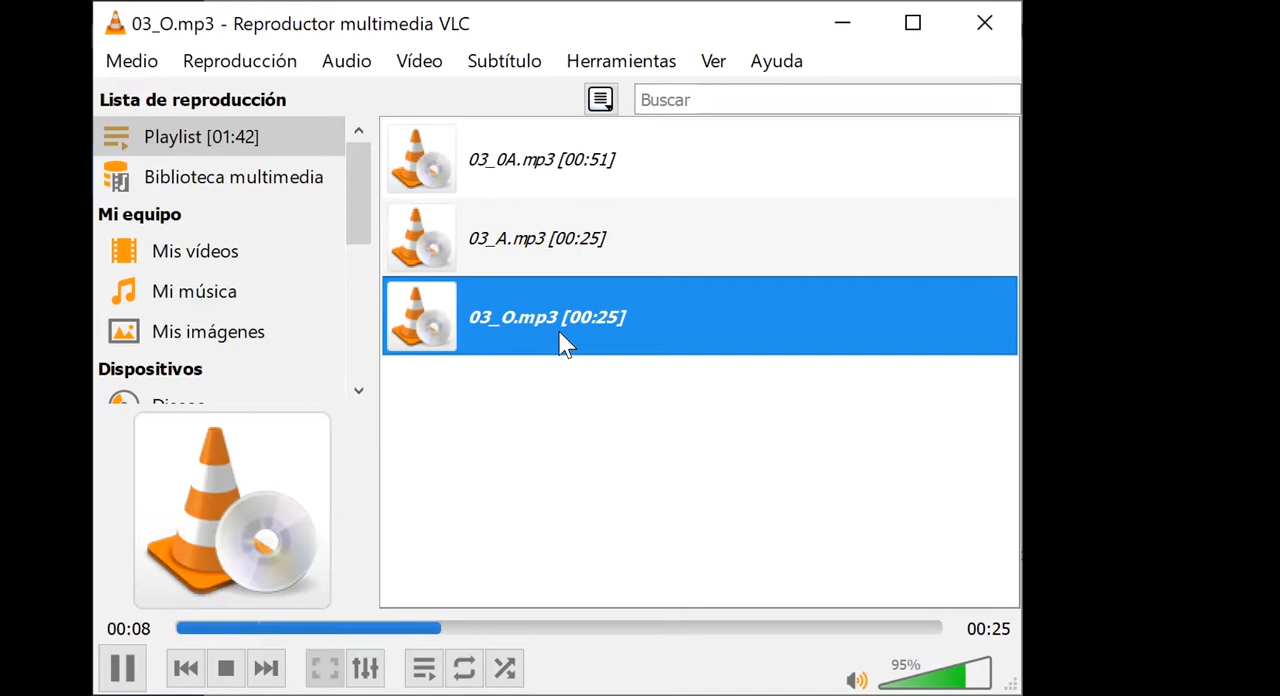 03_O.mp3 - Reproductor multimedia VLC
Medio Reproducción Audio Vídeo Subtítulo Herramientas Ver Ayuda
Lista de reproducción
Buscar
Playlist [01:42]
Biblioteca multimedia
Mi equipo
Mis vídeos
Mi música
Mis imágenes
Dispositivos
03_0A.mp3 [00:51]
03_A.mp3 [00:25]
03_O.mp3 [00:25]
00:08
00:25
95%